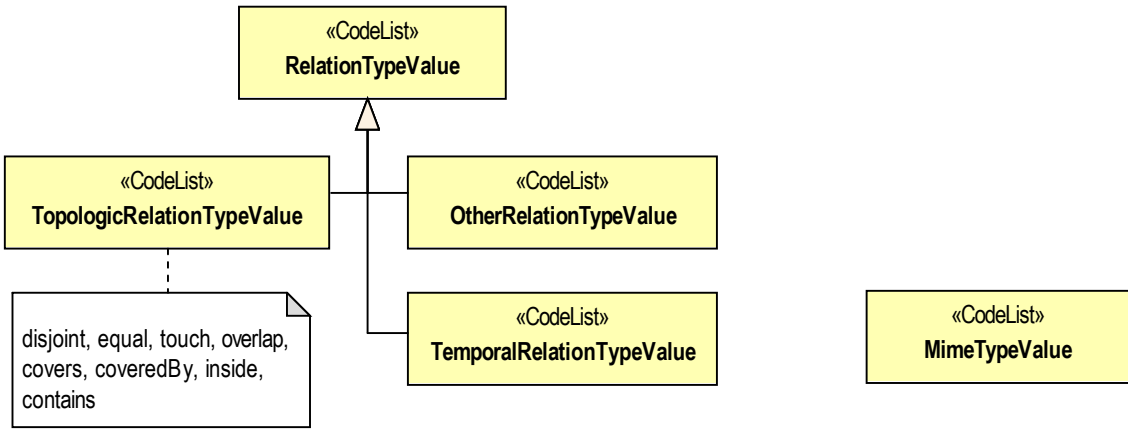 «CodeList»
RelationTypeValue
«CodeList»
TopologicRelationTypeValue
«CodeList»
OtherRelationTypeValue
disjoint, equal, touch, overlap,
covers, coveredBy, inside,
contains
«CodeList»
TemporalRelationTypeValue
«CodeList»
MimeTypeValue